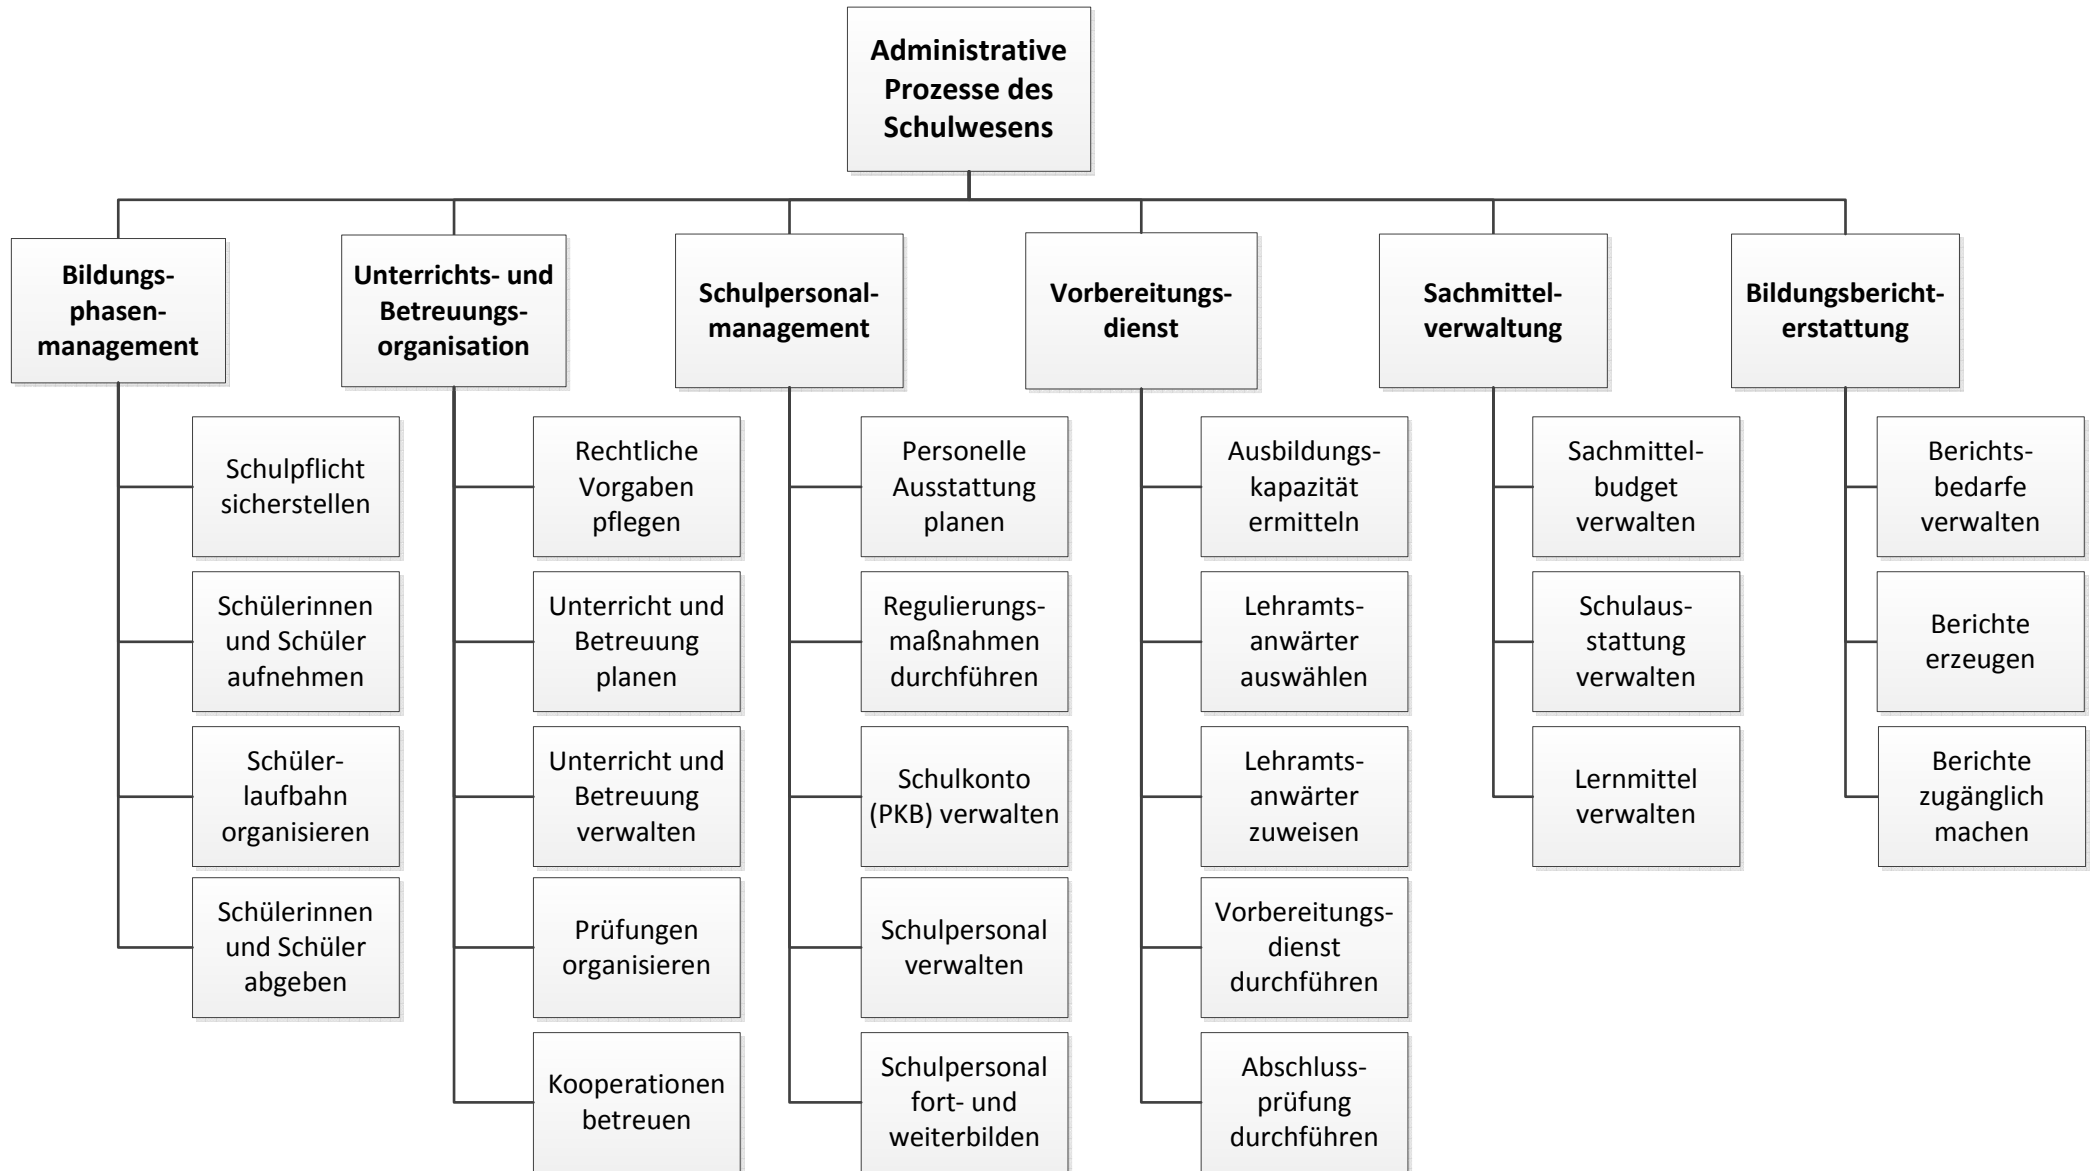 Administrative
Prozesse des
Schulwesens
Bildungs-
phasen-
management
Unterrichts- und
Betreuungs-
organisation
Schulpersonal-
management
Vorbereitungs-
dienst
Sachmittel-
verwaltung
Bildungsbericht-
erstattung
Schulpflicht
sicherstellen
Schülerinnen
und Schüler
aufnehmen
Schüler-
laufbahn
organisieren
Schülerinnen
und Schüler
abgeben
Rechtliche
Vorgaben
pflegen
Unterricht und
Betreuung
planen
Unterricht und
Betreuung
verwalten
Prüfungen
organisieren
Kooperationen
betreuen
Personelle
Ausstattung
planen
Regulierungs-
maßnahmen
durchführen
Schulkonto
(PKB) verwalten
Schulpersonal
verwalten
Schulpersonal
fort- und
weiterbilden
Ausbildungs-
kapazität
ermitteln
Lehramts-
anwärter
auswählen
Lehramts-
anwärter
zuweisen
Vorbereitungs-
dienst
durchführen
Abschluss-
prüfung
durchführen
Sachmittel-
budget
verwalten
Schulaus-
stattung
verwalten
Lernmittel
verwalten
Berichts-
bedarfe
verwalten
Berichte
erzeugen
Berichte
zugänglich
machen